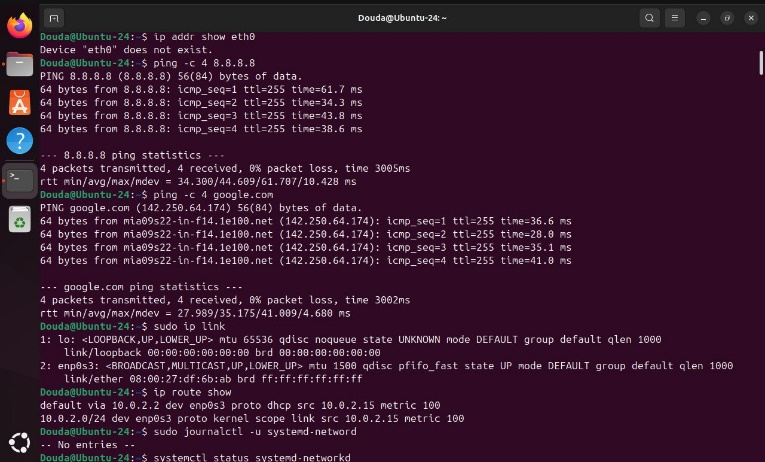 Douda@Ubuntu-24: ~
Douda@Ubuntu-24:~$ ip addr show eth0
Device "eth0" does not exist.
Douda@Ubuntu-24:~$ ping -c 4 8.8.8.8
PING 8.8.8.8 (8.8.8.8) 56(84) bytes of data.
64 bytes from 8.8.8.8: icmp_seq=1 ttl=255 time=61.7 ms
64 bytes from 8.8.8.8: icmp_seq=2 ttl=255 time=34.3 ms
64 bytes from 8.8.8.8: icmp_seq=3 ttl=255 time=43.8 ms
64 bytes from 8.8.8.8: icmp_seq=4 ttl=255 time=38.6 ms
--- 8.8.8.8 ping statistics ---
4 packets transmitted, 4 received, 0% packet loss, time 3005ms
rtt min/avg/max/mdev = 34.300/44.609/61.707/10.428 ms
Douda@Ubuntu-24:~$ ping -c 4 google.com
PING google.com (142.250.64.174) 56(84) bytes of data.
64 bytes from mia09s22-in-f14.1e100.net (142.250.64.174): icmp_seq=1 ttl=255 time=36.6 ms
64 bytes from mia09s22-in-f14.1e100.net (142.250.64.174): icmp_seq=2 ttl=255 time=28.0 ms
64 bytes from mia09s22-in-f14.1e100.net (142.250.64.174): icmp_seq=3 ttl=255 time=35.1 ms
64 bytes from mia09s22-in-f14.1e100.net (142.250.64.174): icmp_seq=4 ttl=255 time=41.0 ms
--- google.com ping statistics ---
4 packets transmitted, 4 received, 0% packet loss, time 3002ms
rtt min/avg/max/mdev = 27.989/35.175/41.009/4.680 ms
Douda@Ubuntu-24:~$ sudo ip link
1: lo: <LOOPBACK,UP,LOWER_UP> mtu 65536 qdisc noqueue state UNKNOWN mode DEFAULT group default qlen 1000
link/loopback 00:00:00:00:00:00 brd 00:00:00:00:00:00
2: enp0s3: <BROADCAST,MULTICAST,UP,LOWER_UP> mtu 1500 qdisc pfifo_fast state UP mode DEFAULT group default qlen 1000
link/ether 08:00:27:df:6b:ab brd ff:ff:ff:ff:ff:ff
Douda@Ubuntu-24:~$ ip route show
default via 10.0.2.2 dev enp0s3 proto dhcp src 10.0.2.15 metric 100
10.0.2.0/24 dev enp0s3 proto kernel scope link src 10.0.2.15 metric 100
Douda@Ubuntu-24:~$ sudo journalctl -u systemd-netword
-- No entries --
Douda@Ubuntu-24:~$ systemctl status systemd-networkd